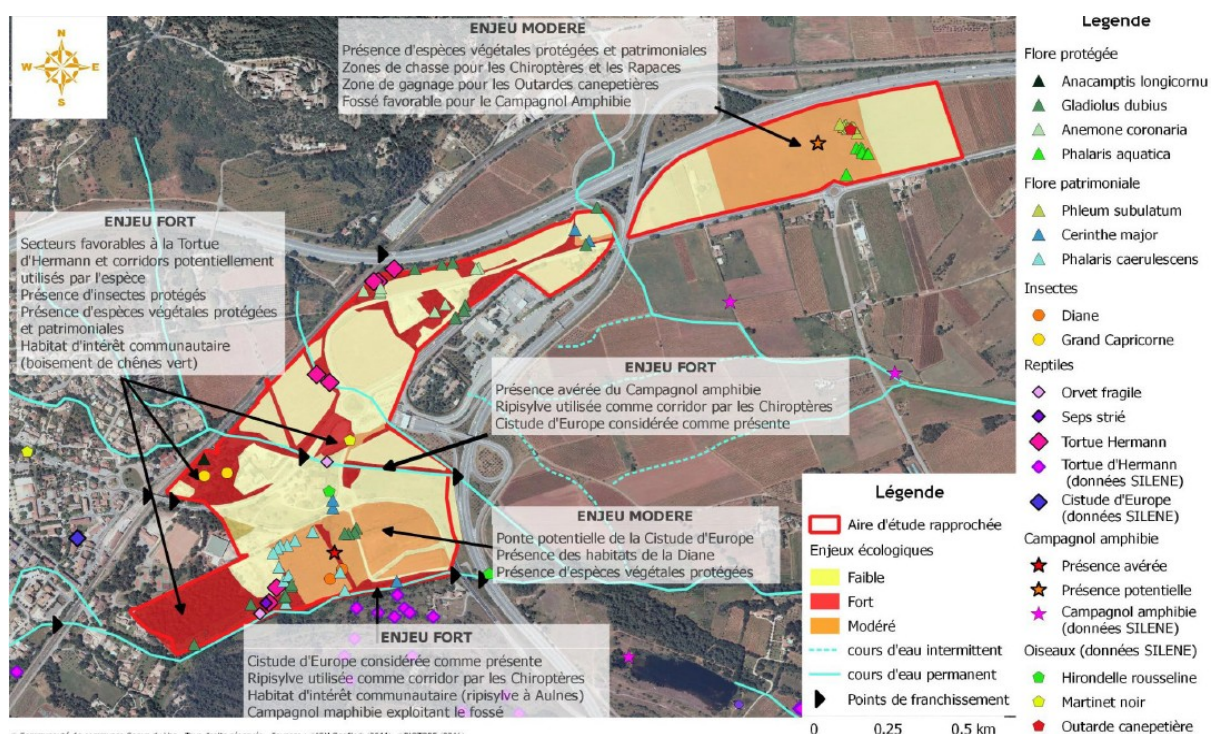 N
W E
S
ENJEU MODERE
Présence d'espèces végétales protégées et patrimoniales
Zones de chasse pour les Chiroptères et les Rapaces
Zone de gagnage pour les Outardes canepetières
Fossé favorable pour le Campagnol Amphibie
ENJEU FORT
Secteurs favorables à la Tortue
d'Hermann et corridors potentiellement
utilisés par l'espèce
Présence d'insectes protégés
Présence d'espèces végétales protégées
et patrimoniales
Habitat d'intérêt communautaire
(boisement de chênes vert)
ENJEU FORT
Présence avérée du Campagnol amphibie
Ripisylve utilisée comme corridor par les Chiroptères
Cistude d'Europe considérée comme présente
ENJEU MODERE
Ponte potentielle de la Cistude d'Europe
Présence des habitats de la Diane
Présence d'espèces végétales protégées
ENJEU FORT
Cistude d'Europe considérée comme présente
Ripisylve utilisée comme corridor par les Chiroptères
Habitat d'intérêt communautaire (ripisylve à Aulnes)
Campagnol maphibie exploitant le fossé
Légende
Aire d'étude rapprochée
Enjeux écologiques
Faible
Fort
Modéré
cours d'eau intermittent
cours d'eau permanent
Points de franchissement
0 0,25 0,5 km
Legende
Flore protégée
Anacamptis longicornu
Gladiolus dubius
Anemone coronaria
Phalaris aquatica
Flore patrimoniale
Phleum subulatum
Cerinthe major
Phalaris caerulescens
Insectes
Diane
Grand Capricorne
Reptiles
Orvet fragile
Seps strié
Tortue Hermann
Tortue d'Hermann
(données SILENE)
Cistude d'Europe
(données SILENE)
Campagnol amphibie
Présence avérée
Présence potentielle
Campagnol amphibie
(données SILENE)
Oiseaux (données SILENE)
Hirondelle rousseline
Martinet noir
Outarde canepetière